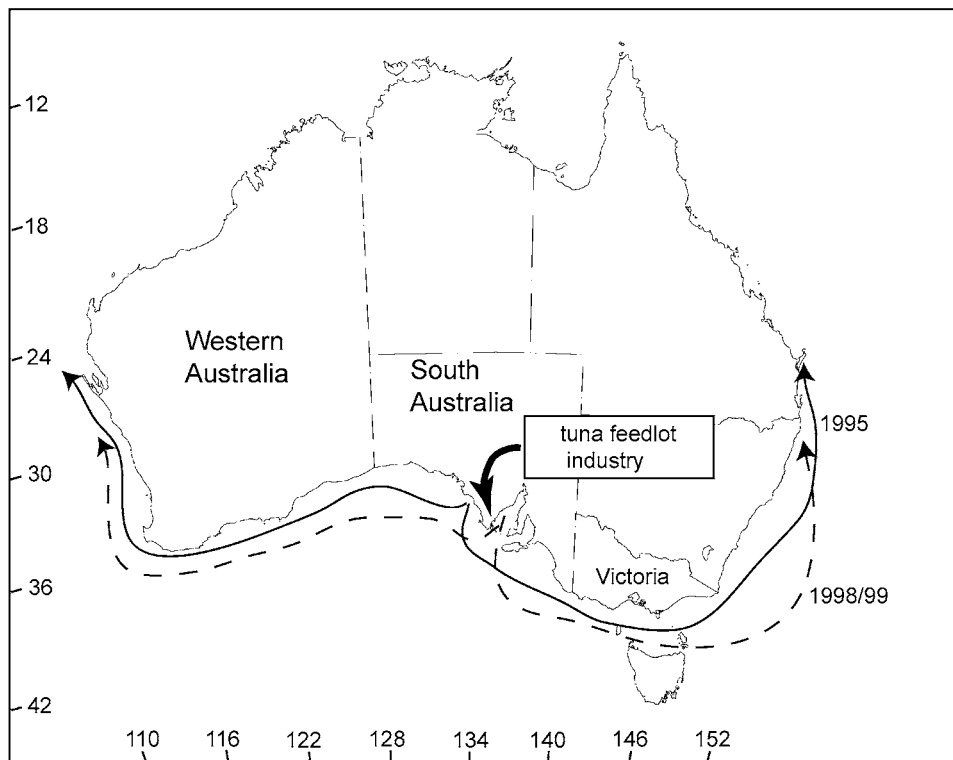 12
18
24
30
36
42
Western
Australia
South
Australia
tuna feedlot
industry
Victoria
1995
1998/99
110 116 122 128 134 140 146 152